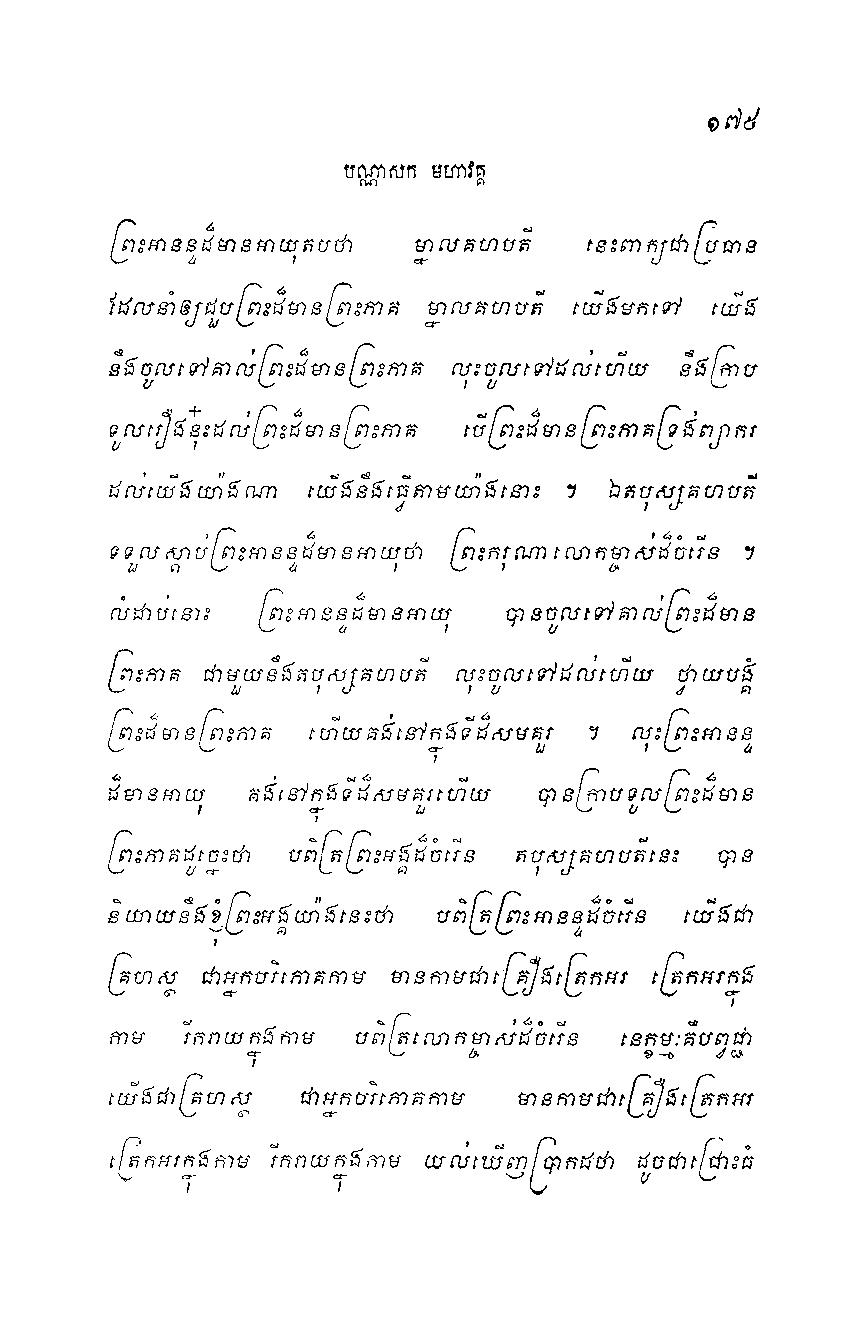 ១៧៥
បណ្ណាសក មហាវគ្គ
ព្រះអានន្ទដ៏មានអាយុតបថា ម្នាលគហបតី នេះពាក្យជាប្រធាន
ដែលនាំឲ្យជួបព្រះដ៏មានព្រះភាគ ម្នាលគហបតី យើងមកទៅ យើង
នឹងចូលទៅគាល់ព្រះដ៏មានព្រះភាគ លុះចូលទៅដល់ហើយ នឹងក្រាប
ទូលរឿងនុ៎ះដល់ព្រះដ៏មានព្រះភាគ បើព្រះដ៏មានព្រះភាគទ្រង់ព្យាករ
ដល់យើងយ៉ាងណា យើងនឹងធ្វើតាមយ៉ាងនោះ ។ ឯតបុស្សគហបតី
ទទួលស្តាប់ព្រះអានន្ទដ៏មានអាយុថា ព្រះករុណាលោកម្ចាស់ដ៏ចំរើន ។
លំដាប់នោះ ព្រះអានន្ទដ៏មានអាយុ បានចូលទៅគាល់ព្រះដ៏មាន
ព្រះភាគ ជាមួយនឹងតបុស្សគហបតី លុះចូលទៅដល់ហើយ ថ្វាយបង្គំ
ព្រះដ៏មានព្រះភាគ ហើយគង់នៅក្នុងទីដ៏សមគួរ ។ លុះព្រះអានន្ទ
ដ៏មានអាយុ គង់នៅក្នុងទីដ៏សមគួរហើយ បានក្រាបទូលព្រះដ៏មាន
ព្រះភាគដូច្នេះថា បពិត្រព្រះអង្គដ៏ចំរើន តបុស្សគហបតីនេះ បាន
និយាយនឹងខ្ញុំព្រះអង្គយ៉ាងនេះថា បពិត្រព្រះអានន្ទដ៏ចំរើន យើងជា
គ្រហស្ថ ជាអ្នកបរិភោគកាម មានកាមជាគ្រឿងត្រេកអរ ត្រេកអរក្នុង
កាម រីករាយក្នុងកាម បពិត្រលោកម្ចាស់ដ៏ចំរើន នេក្ខម្មៈគឺបព្វជ្ជា
យើងជាគ្រហស្ថ ជាអ្នកបរិភោគកាម មានកាមជាគ្រឿងត្រេកអរ
ត្រេកអរក្នុងកាម រីករាយក្នុងកាម យល់ឃើញប្រាកដថា ដូចជាជ្រោះធំ